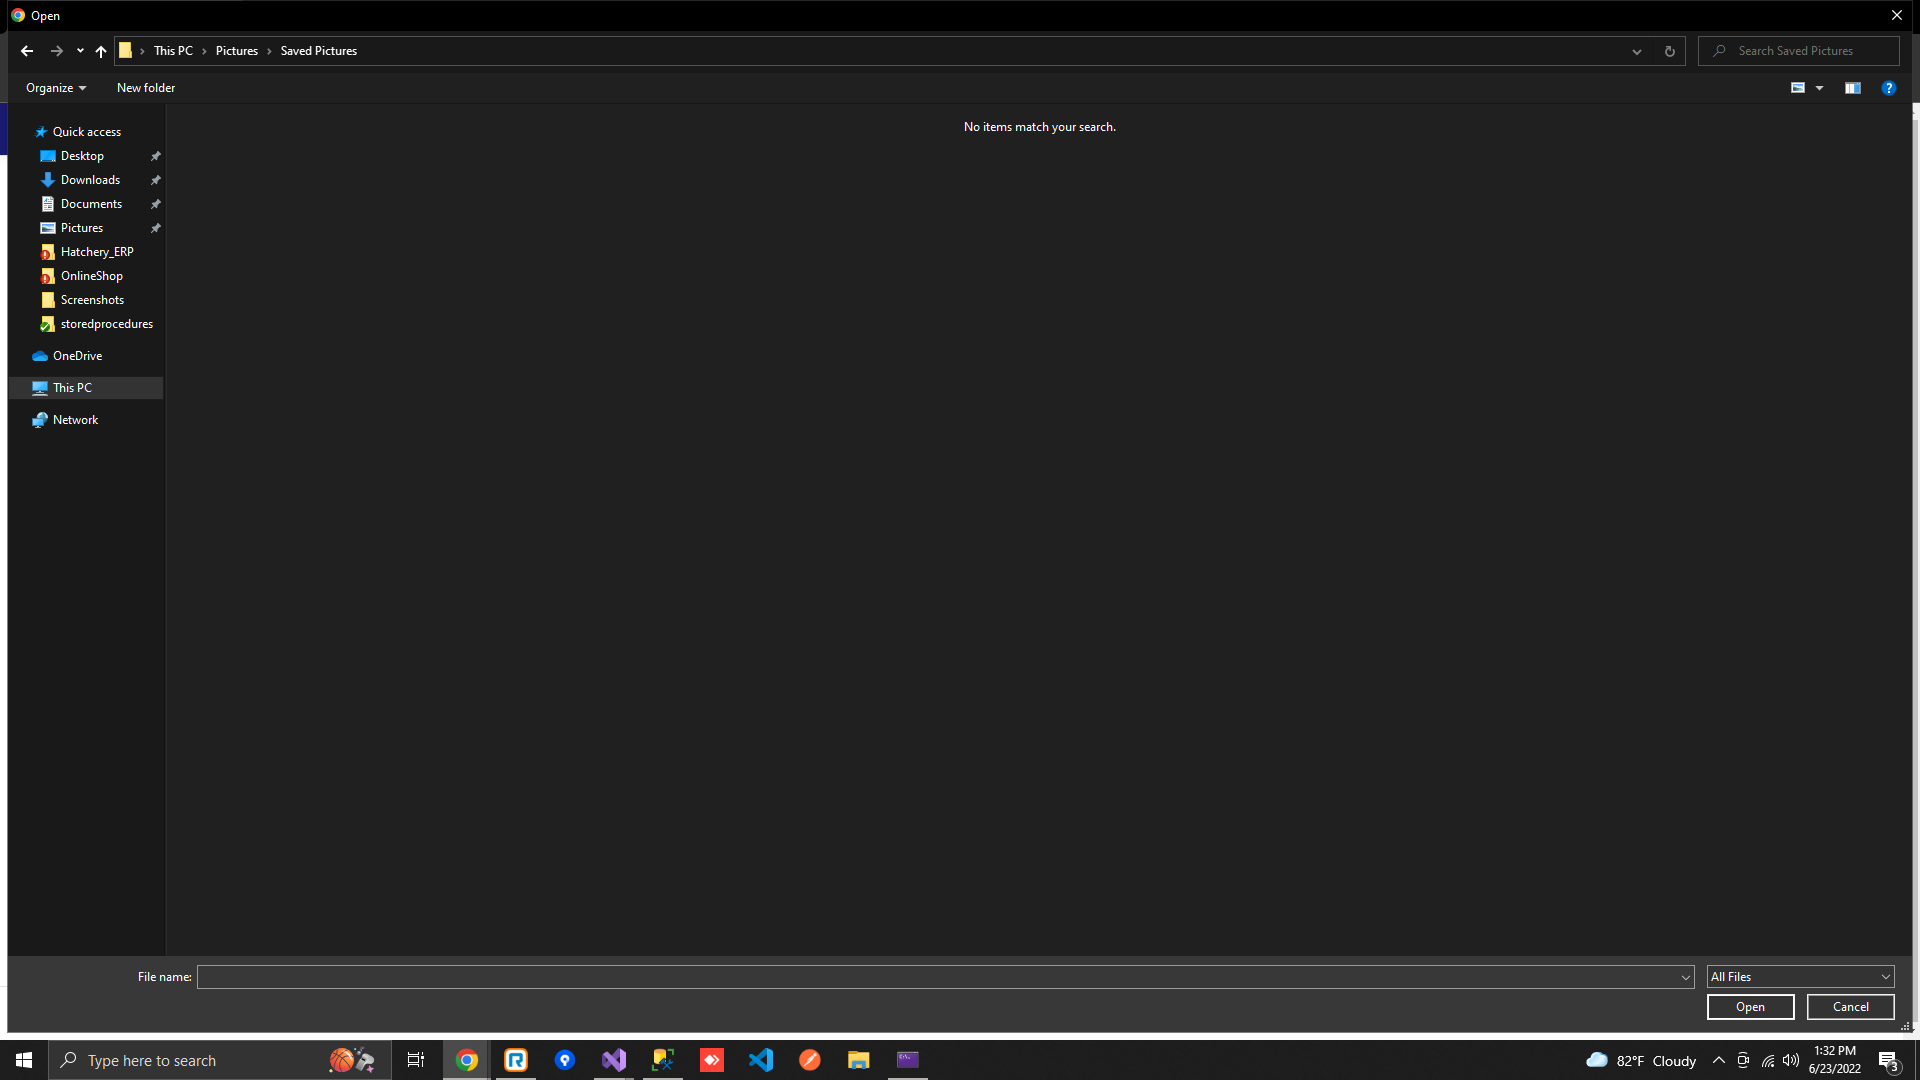 Open
This PC
Pictures
Saved Pictures
Search Saved Pictures
Organize
New folder
?
Quick access
No items match your search.
Desktop
Downloads
Documents
Pictures
Hatchery_ERP
OnlineShop
Screenshots
storedprocedures
OneDrive
This PC
Network
File name:
All Files
Open
Cancel
Type here to search
82°F Cloudy
1:32 PM
6/23/2022
3